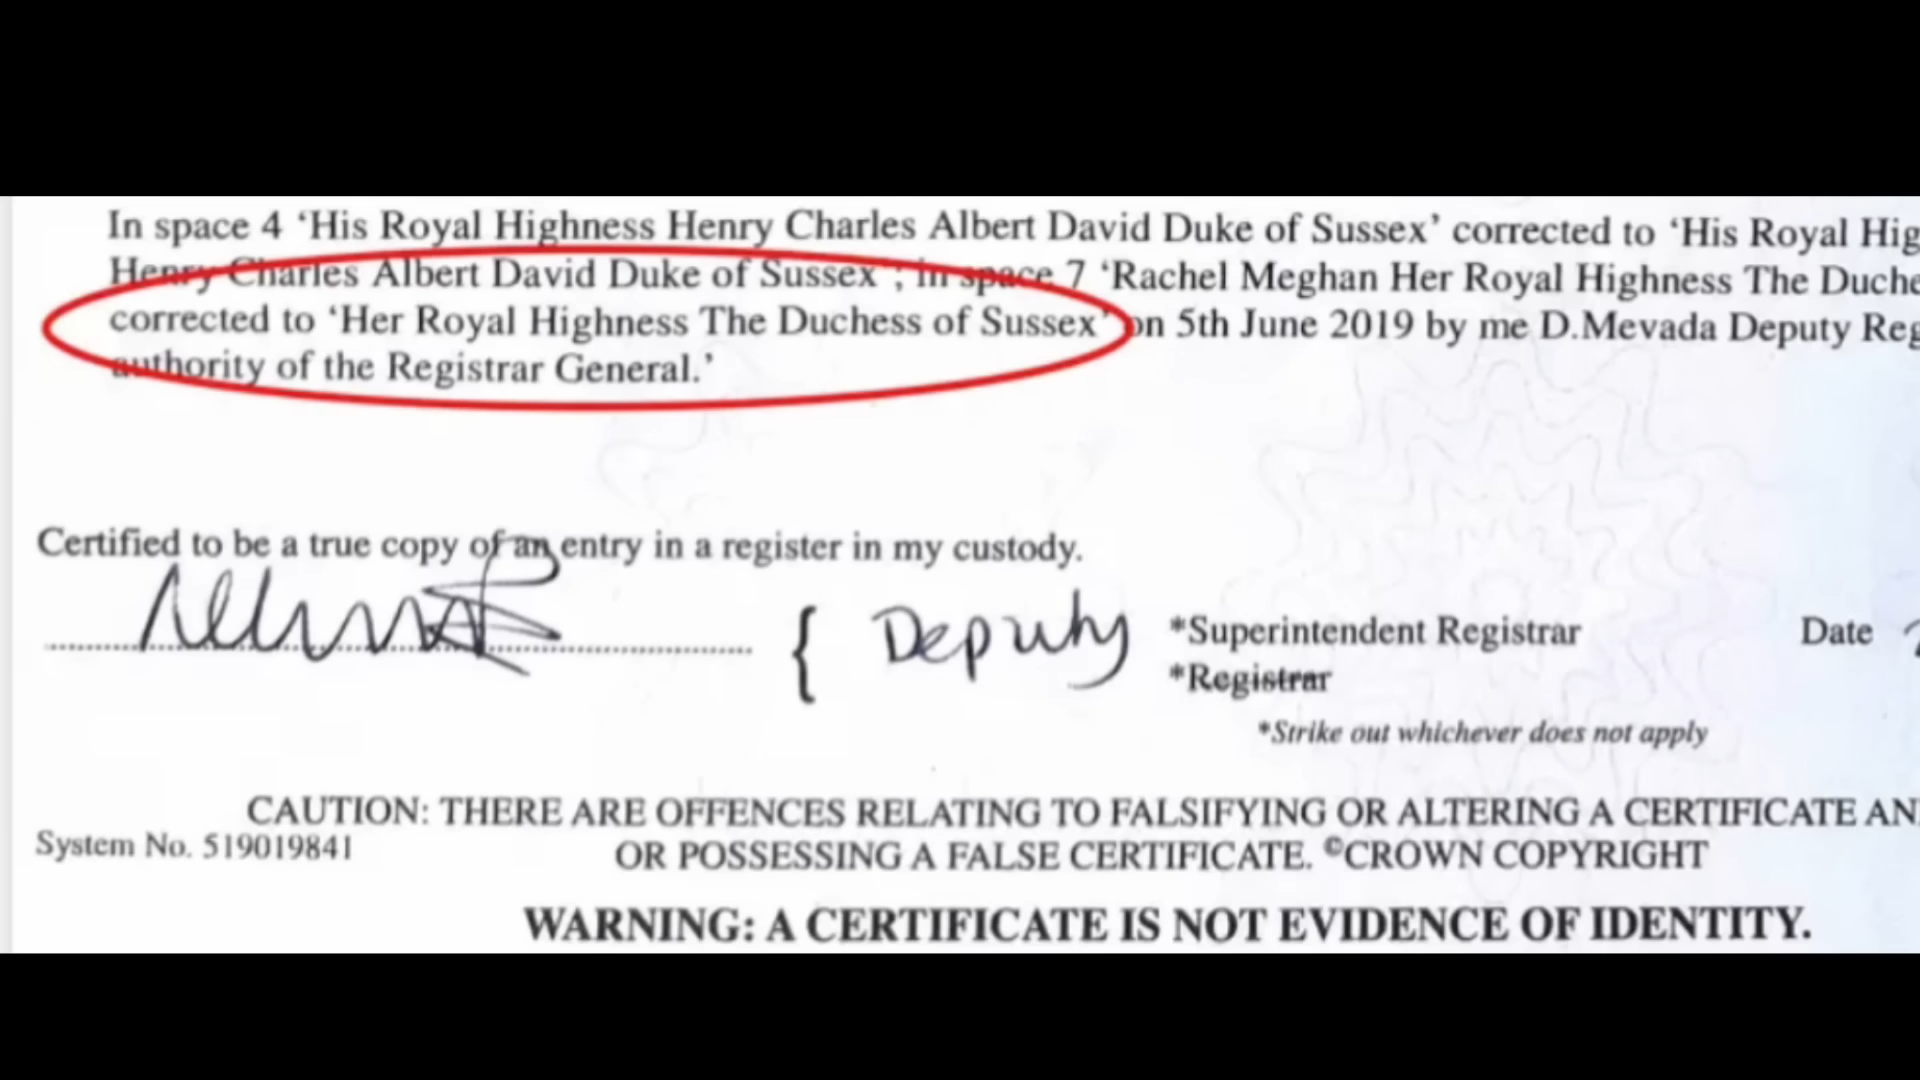 In space 4 ‘His Royal Highness Henry Charles Albert David Duke of Sussex’ corrected to ‘His Royal Hig
Henry Charles Albert David Duke of Sussex’; in space 7 ‘Rachel Meghan Her Royal Highness The Duche
corrected to ‘Her Royal Highness The Duchess of Sussex’ on 5th June 2019 by me D.Mevada Deputy Reg
authority of the Registrar General.’
Certified to be a true copy of an entry in a register in my custody.
{ Deputy *Superintendent Registrar Date
*Registrar
*Strike out whichever does not apply
CAUTION: THERE ARE OFFENCES RELATING TO FALSIFYING OR ALTERING A CERTIFICATE AN
System No. 519019841 OR POSSESSING A FALSE CERTIFICATE. ©CROWN COPYRIGHT
WARNING: A CERTIFICATE IS NOT EVIDENCE OF IDENTITY.